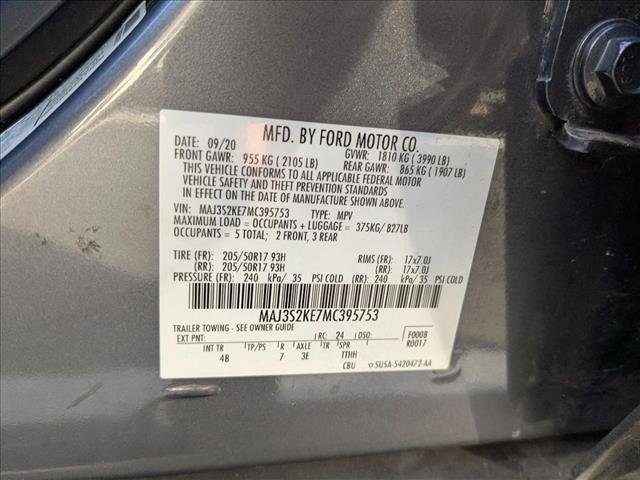 MFD. BY FORD MOTOR CO.
DATE: 09/20 GVWR: 1810 KG ( 3990 LB)
FRONT GAWR: 955 KG ( 2105 LB) REAR GAWR: 865 KG ( 1907 LB)
THIS VEHICLE CONFORMS TO ALL APPLICABLE FEDERAL MOTOR
VEHICLE SAFETY AND THEFT PREVENTION STANDARDS
IN EFFECT ON THE DATE OF MANUFACTURE SHOWN ABOVE.
VIN: MAJ3S2KE7MC395753 TYPE: MPV
MAXIMUM LOAD = OCCUPANTS + LUGGAGE = 375KG/ 827LB
OCCUPANTS = 5 TOTAL; 2 FRONT, 3 REAR
TIRE (FR): 205/50R17 93H RIMS (FR): 17x7.0J
(RR): 205/50R17 93H (RR): 17x7.0J
PRESSURE (FR): 240 kPa/ 35 PSI COLD (RR): 240 kPa/ 35 PSI COLD
MAJ3S2KE7MC395753
TRAILER TOWING - SEE OWNER GUIDE
EXT PNT: RC: 24 DSO: F0008
R0017
INT TR TP/PS R AXLE TR SPR
4B 7 3E TTHH
CBU 5U5A-5420472-AA